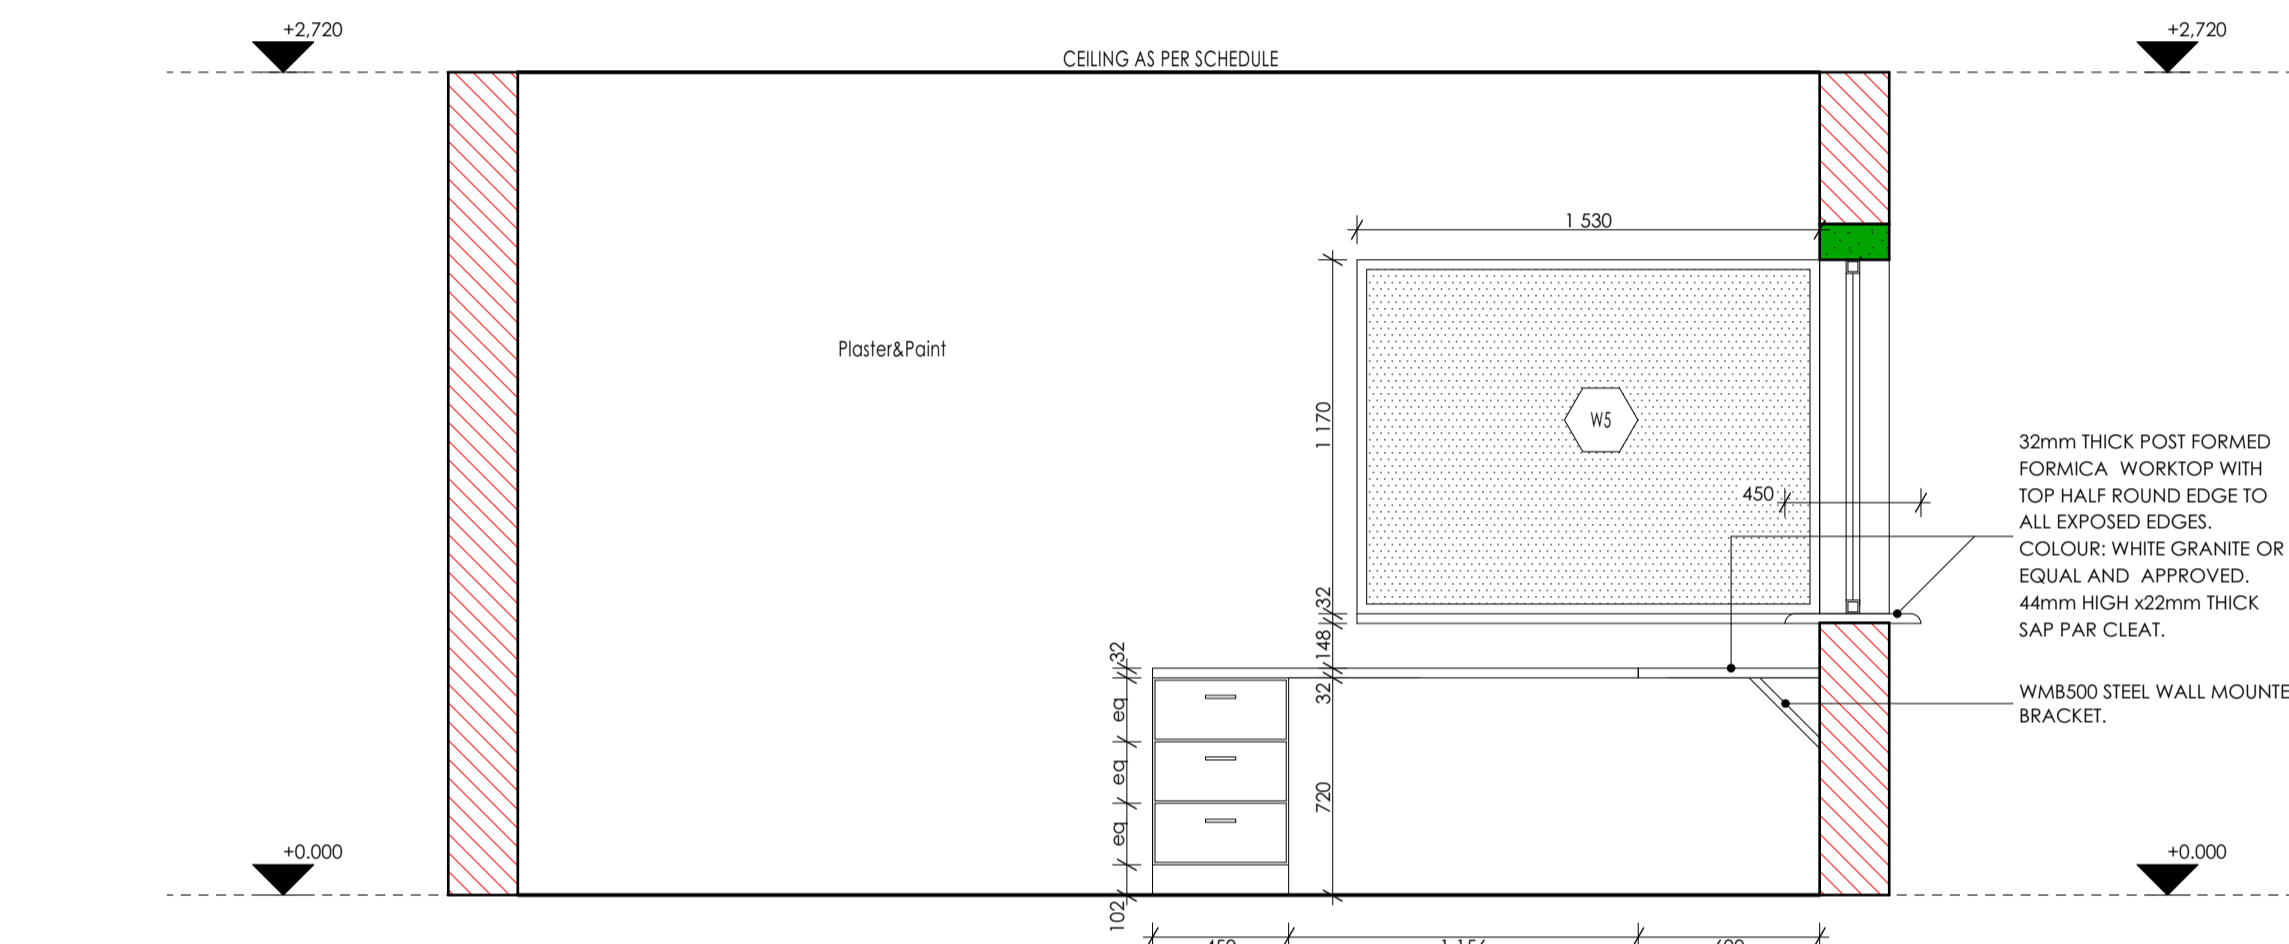 +2,720
+2,720
CEILING AS PER SCHEDULE
1 530
Plaster&Paint
1 170
W5
450
32mm THICK POST FORMED
FORMICA WORKTOP WITH
TOP HALF ROUND EDGE TO
ALL EXPOSED EDGES.
COLOUR: WHITE GRANITE OR
EQUAL AND APPROVED.
44mm HIGH x22mm THICK
SAP PAR CLEAT.
32
148
32
32
eq
eq
eq
720
WMB500 STEEL WALL MOUNTE
BRACKET.
+0.000
+0.000
102